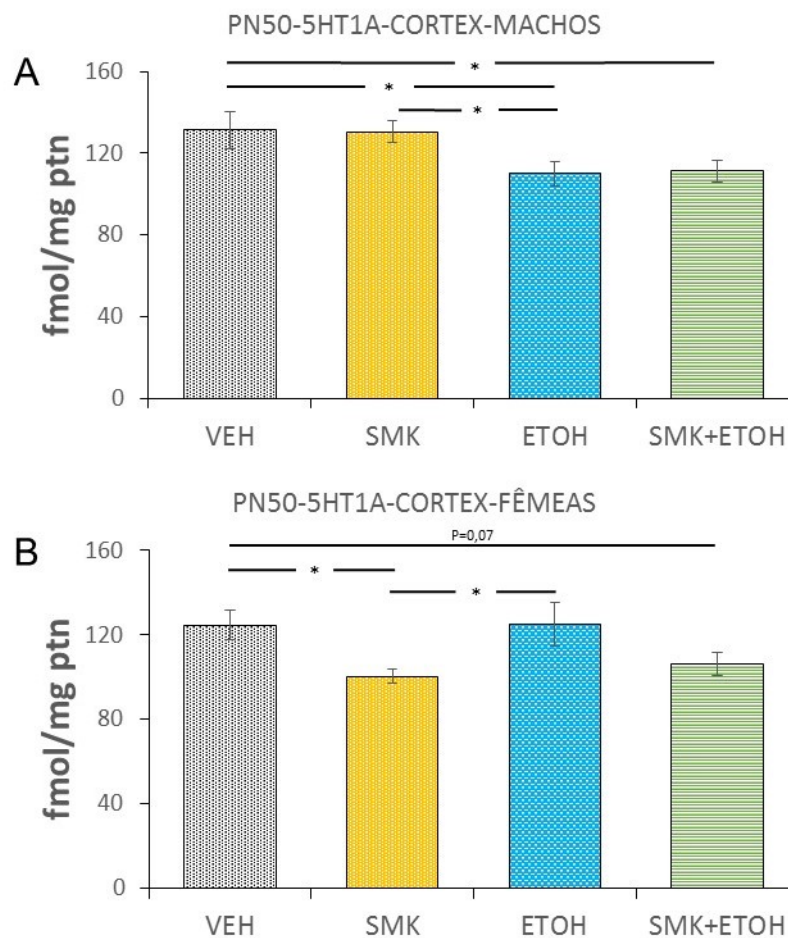 PN50-5HT1A-CORTEX-MACHOS
A
*
*
*
fmol/mg ptn
160
120
80
40
0
VEH SMK ETOH SMK+ETOH
PN50-5HT1A-CORTEX-FÊMEAS
B
P=0,07
*
*
fmol/mg ptn
160
120
80
40
0
VEH SMK ETOH SMK+ETOH